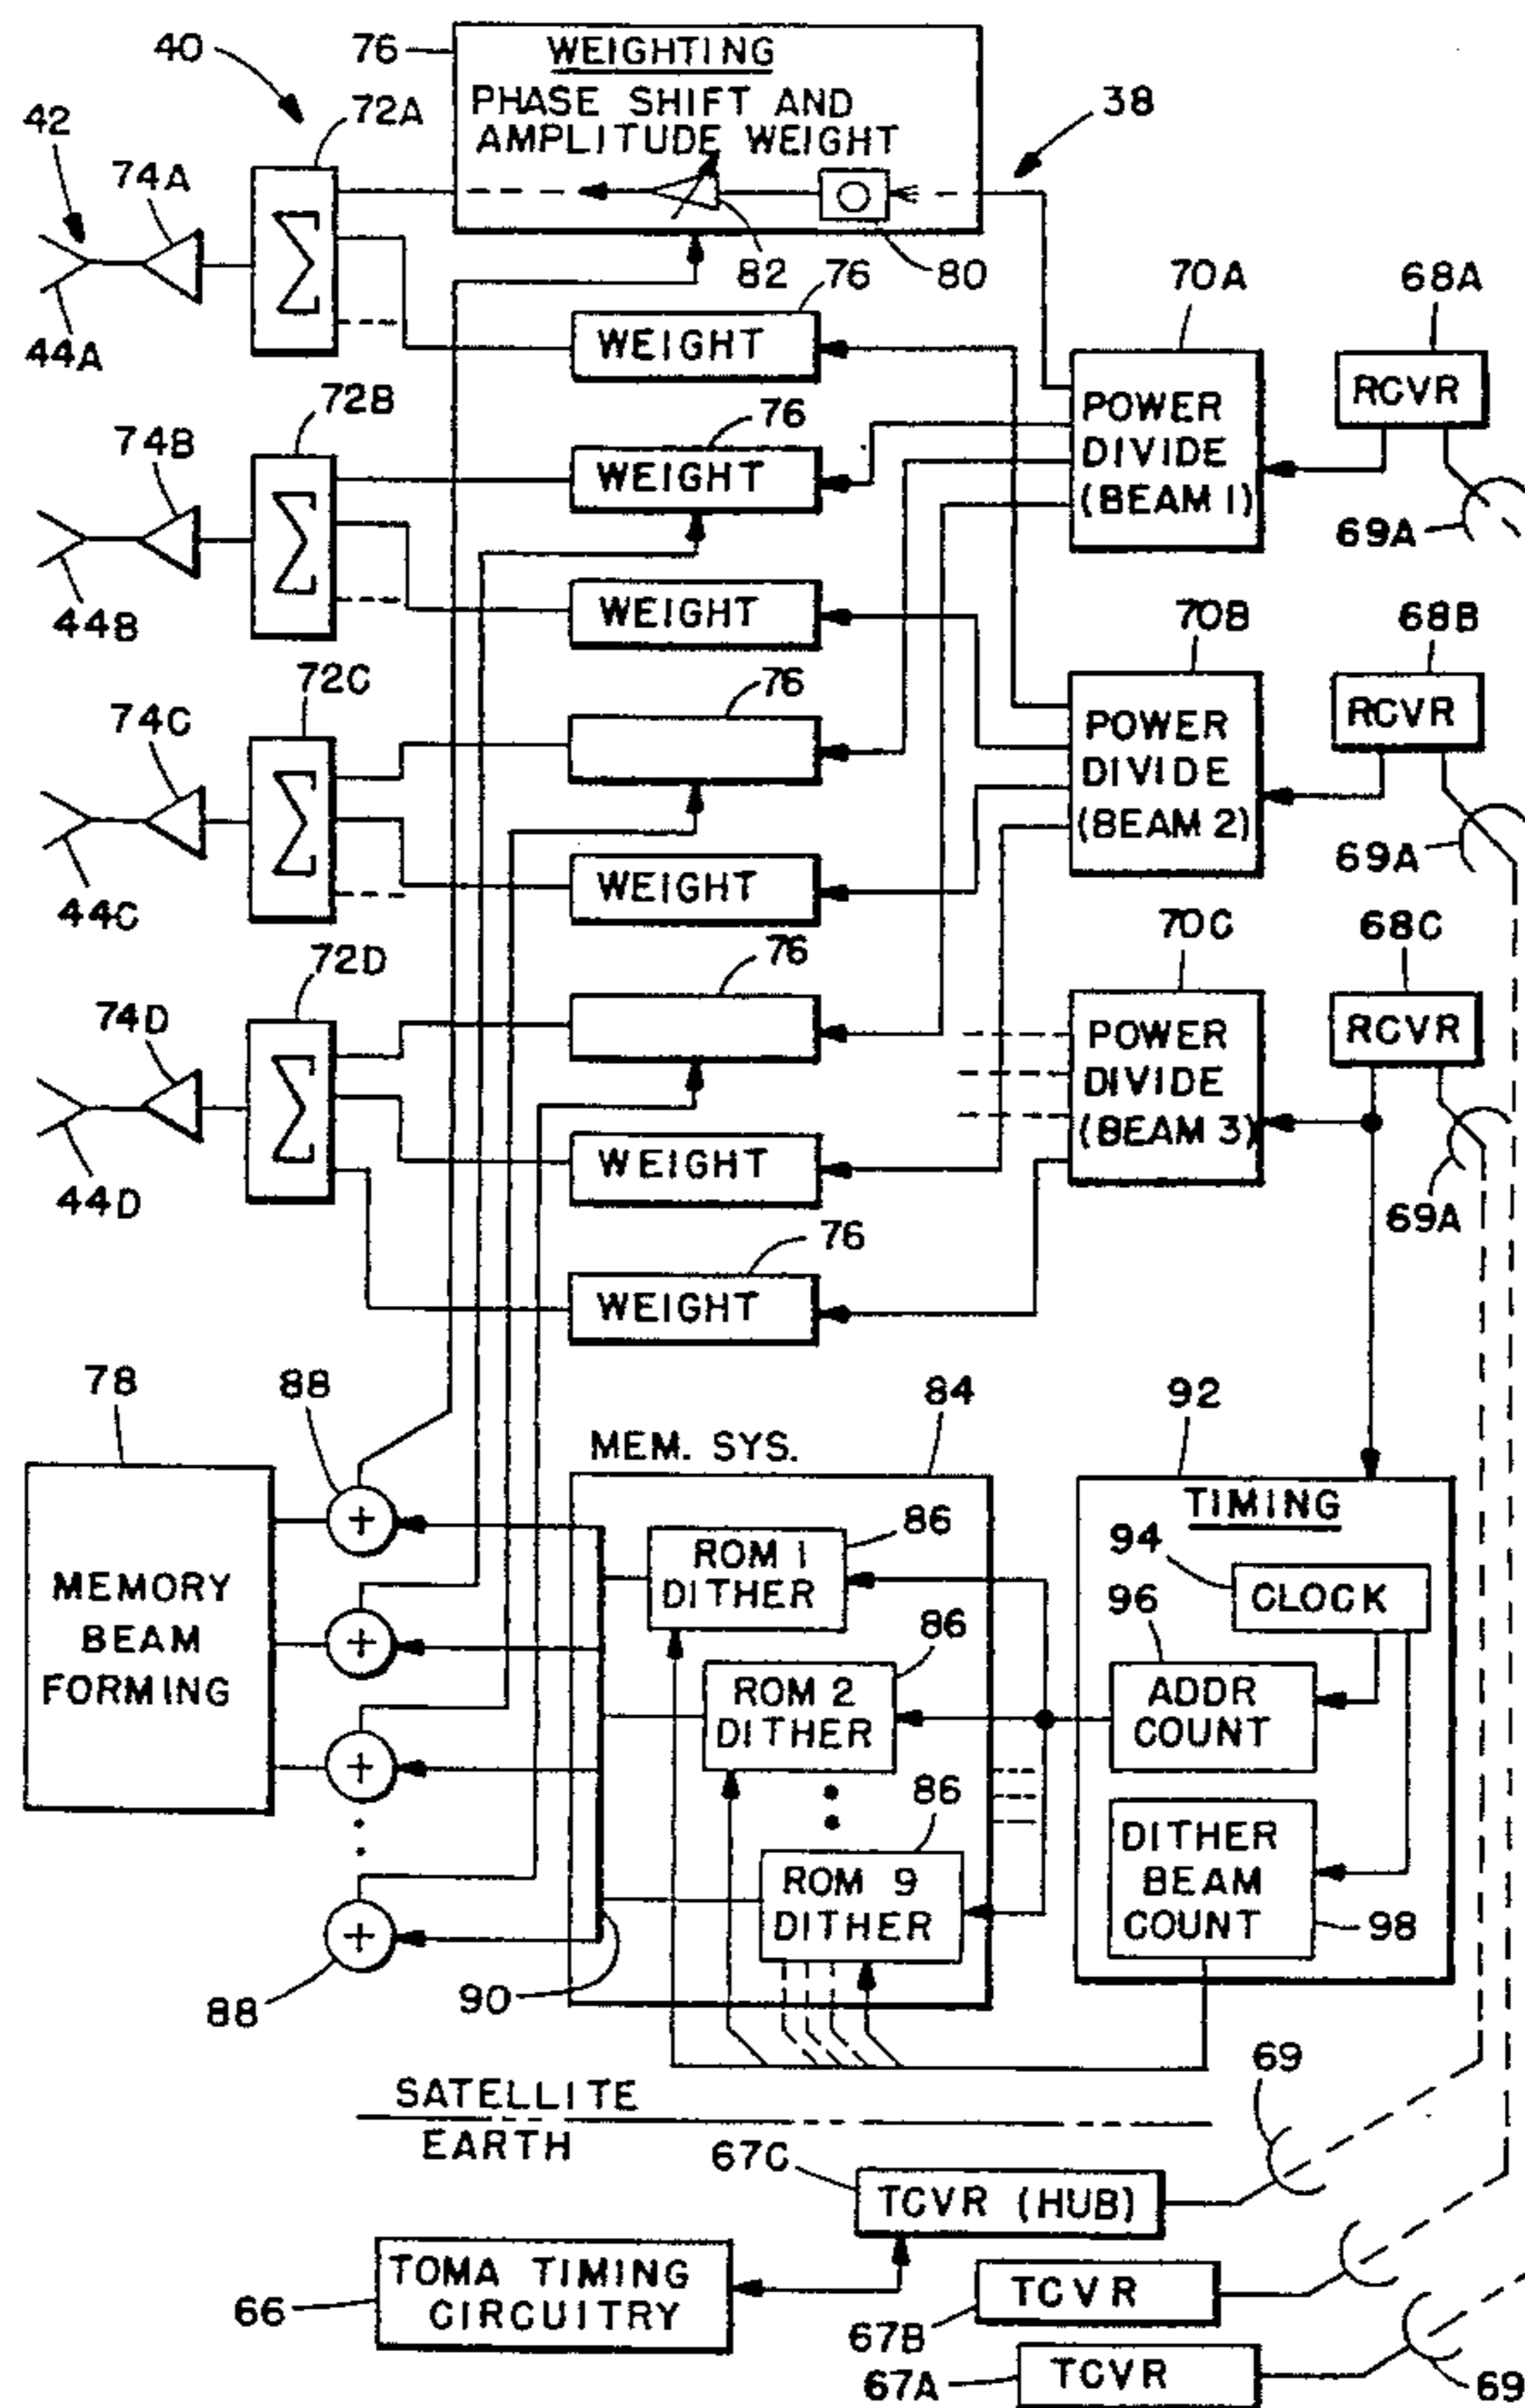 40
76
WEIGHTING
PHASE SHIFT AND
AMPLITUDE WEIGHT
38
42
72A
74A
Σ
82
80
44A
76
WEIGHT
70A
POWER
DIVIDE
(BEAM 1)
68A
RCVR
69A
72B
74B
Σ
76
WEIGHT
WEIGHT
44B
70B
POWER
DIVIDE
(BEAM 2)
68B
RCVR
69A
72C
74C
Σ
76
WEIGHT
44C
70C
POWER
DIVIDE
(BEAM 3)
68C
RCVR
69A
72D
74D
Σ
76
WEIGHT
44D
76
WEIGHT
78
MEMORY
BEAM
FORMING
88
+
+
+
+
88
84
MEM. SYS.
ROM 1
DITHER
86
ROM 2
DITHER
86
ROM 9
DITHER
86
90
92
TIMING
94
CLOCK
96
ADDR
COUNT
DITHER
BEAM
COUNT
98
SATELLITE
EARTH
69
67C
TCVR (HUB)
TOMA TIMING
CIRCUITRY
66
TCVR
67B
TCVR
67A
69